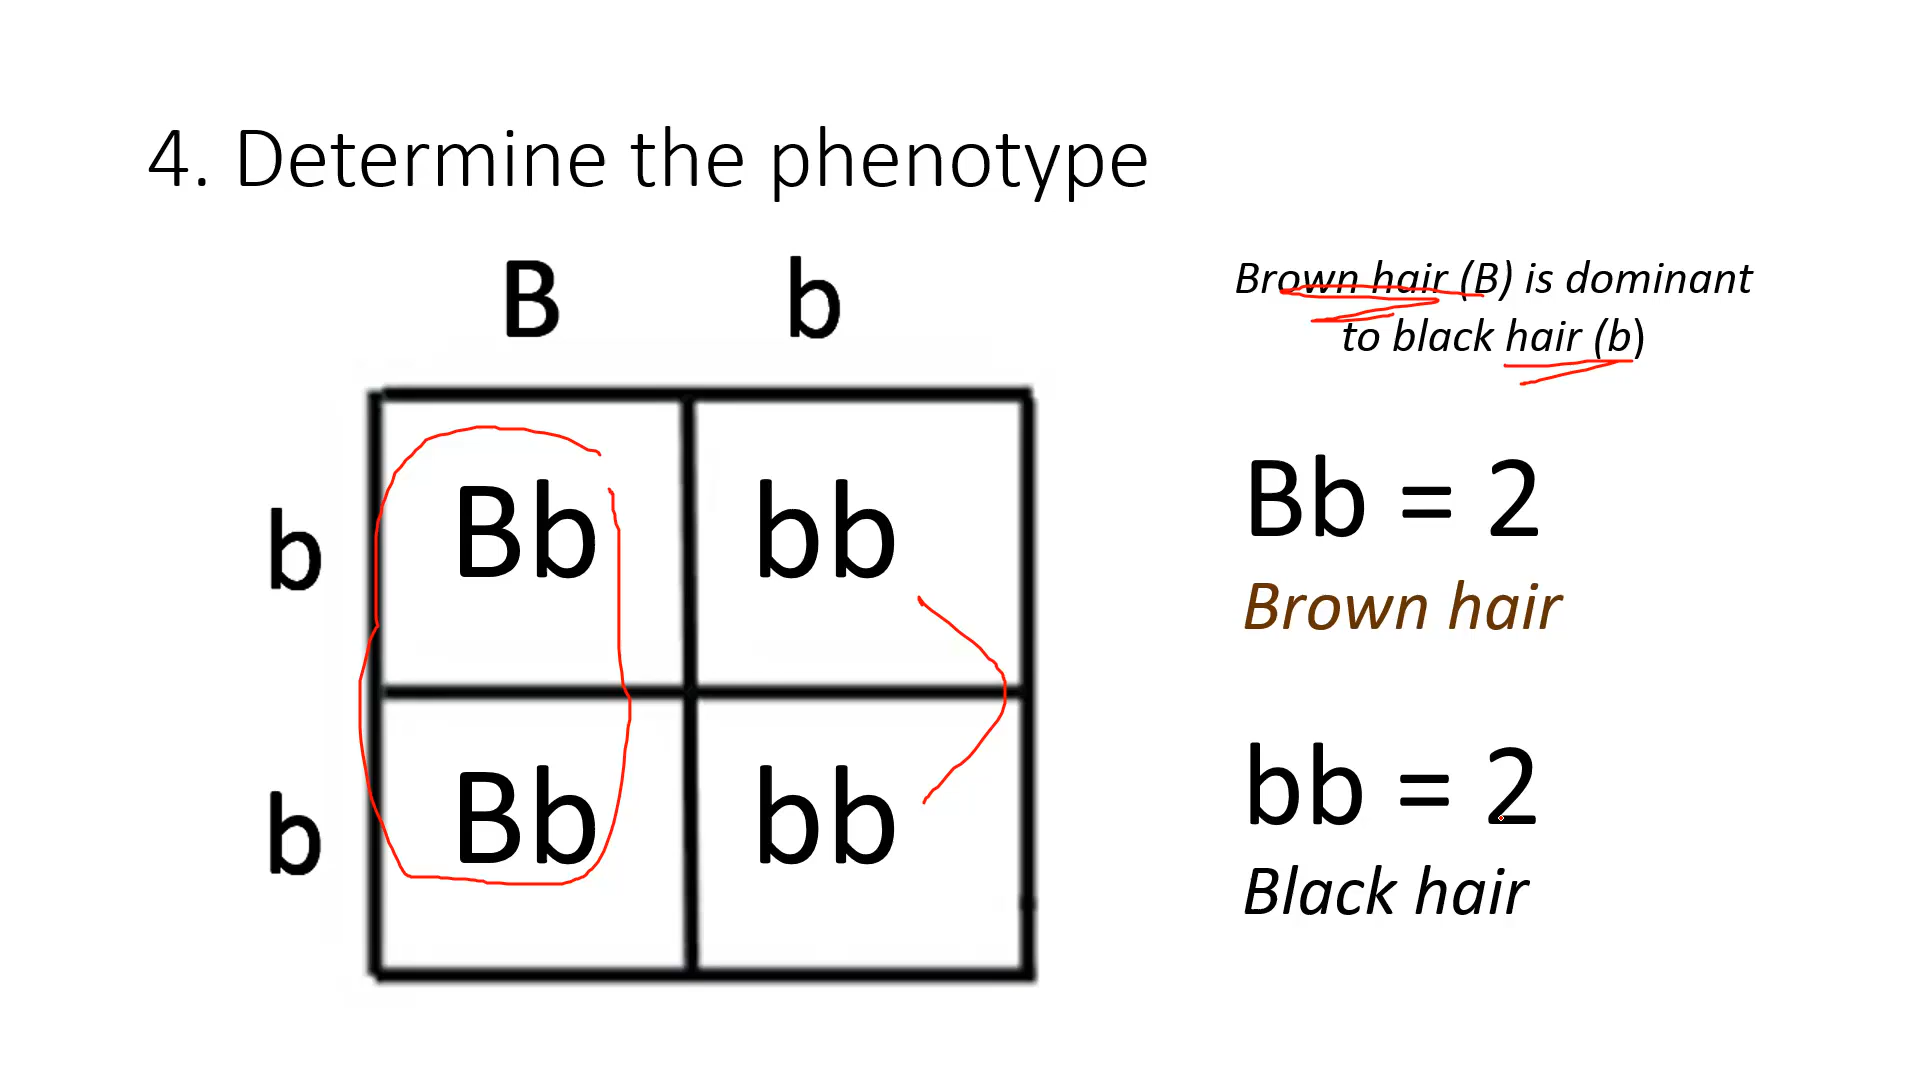 4. Determine the phenotype
B b
Brown hair (B) is dominant
to black hair (b)
b Bb bb
Bb = 2
Brown hair
b Bb bb
bb = 2
Black hair